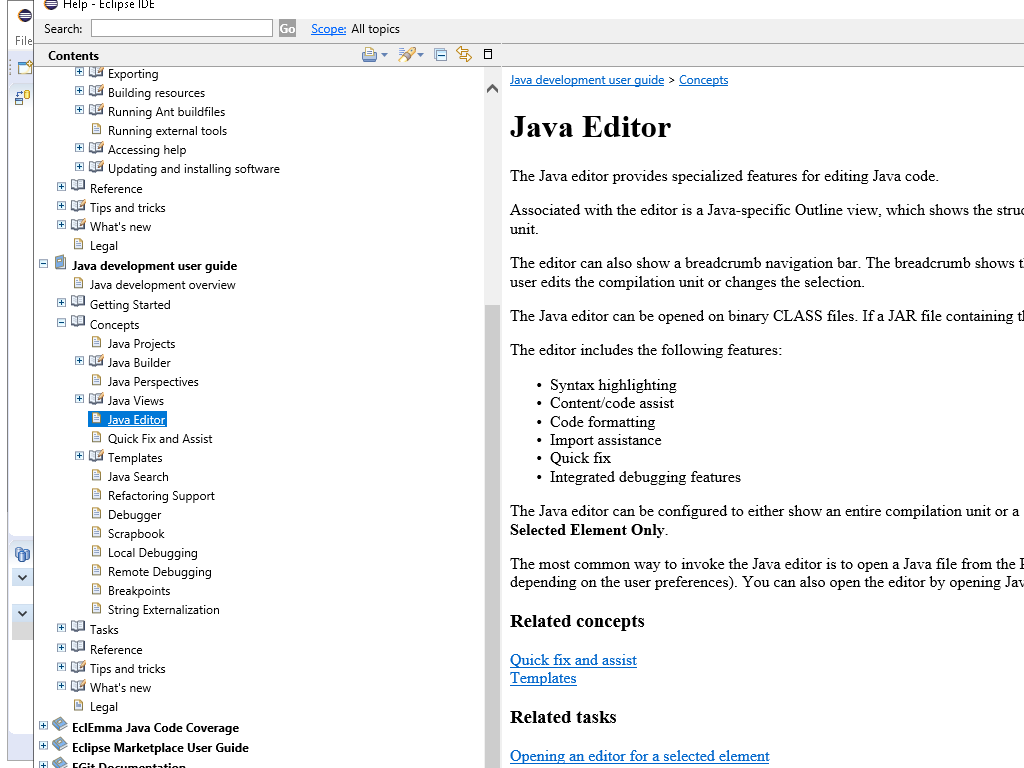 Help - Eclipse IDE
File
Search:
Go
Scope: All topics
Contents
Exporting
Building resources
Running Ant buildfiles
Running external tools
Accessing help
Updating and installing software
Reference
Tips and tricks
What's new
Legal
Java development user guide
Java development overview
Getting Started
Concepts
Java Projects
Java Builder
Java Perspectives
Java Views
Java Editor
Quick Fix and Assist
Templates
Java Search
Refactoring Support
Debugger
Scrapbook
Local Debugging
Remote Debugging
Breakpoints
String Externalization
Tasks
Reference
Tips and tricks
What's new
Legal
EclEmma Java Code Coverage
Eclipse Marketplace User Guide
EGit Documentation
Java development user guide > Concepts
Java Editor
The Java editor provides specialized features for editing Java code.
Associated with the editor is a Java-specific Outline view, which shows the
unit.
The editor can also show a breadcrumb navigation bar. The breadcrumb shows
user edits the compilation unit or changes the selection.
The Java editor can be opened on binary CLASS files. If a JAR file containing
The editor includes the following features:
• Syntax highlighting
• Content/code assist
• Code formatting
• Import assistance
• Quick fix
• Integrated debugging features
The Java editor can be configured to either show an entire compilation unit or a
Selected Element Only.
The most common way to invoke the Java editor is to open a Java file from the
depending on the user preferences). You can also open the editor by opening
Related concepts
Quick fix and assist
Templates
Related tasks
Opening an editor for a selected element